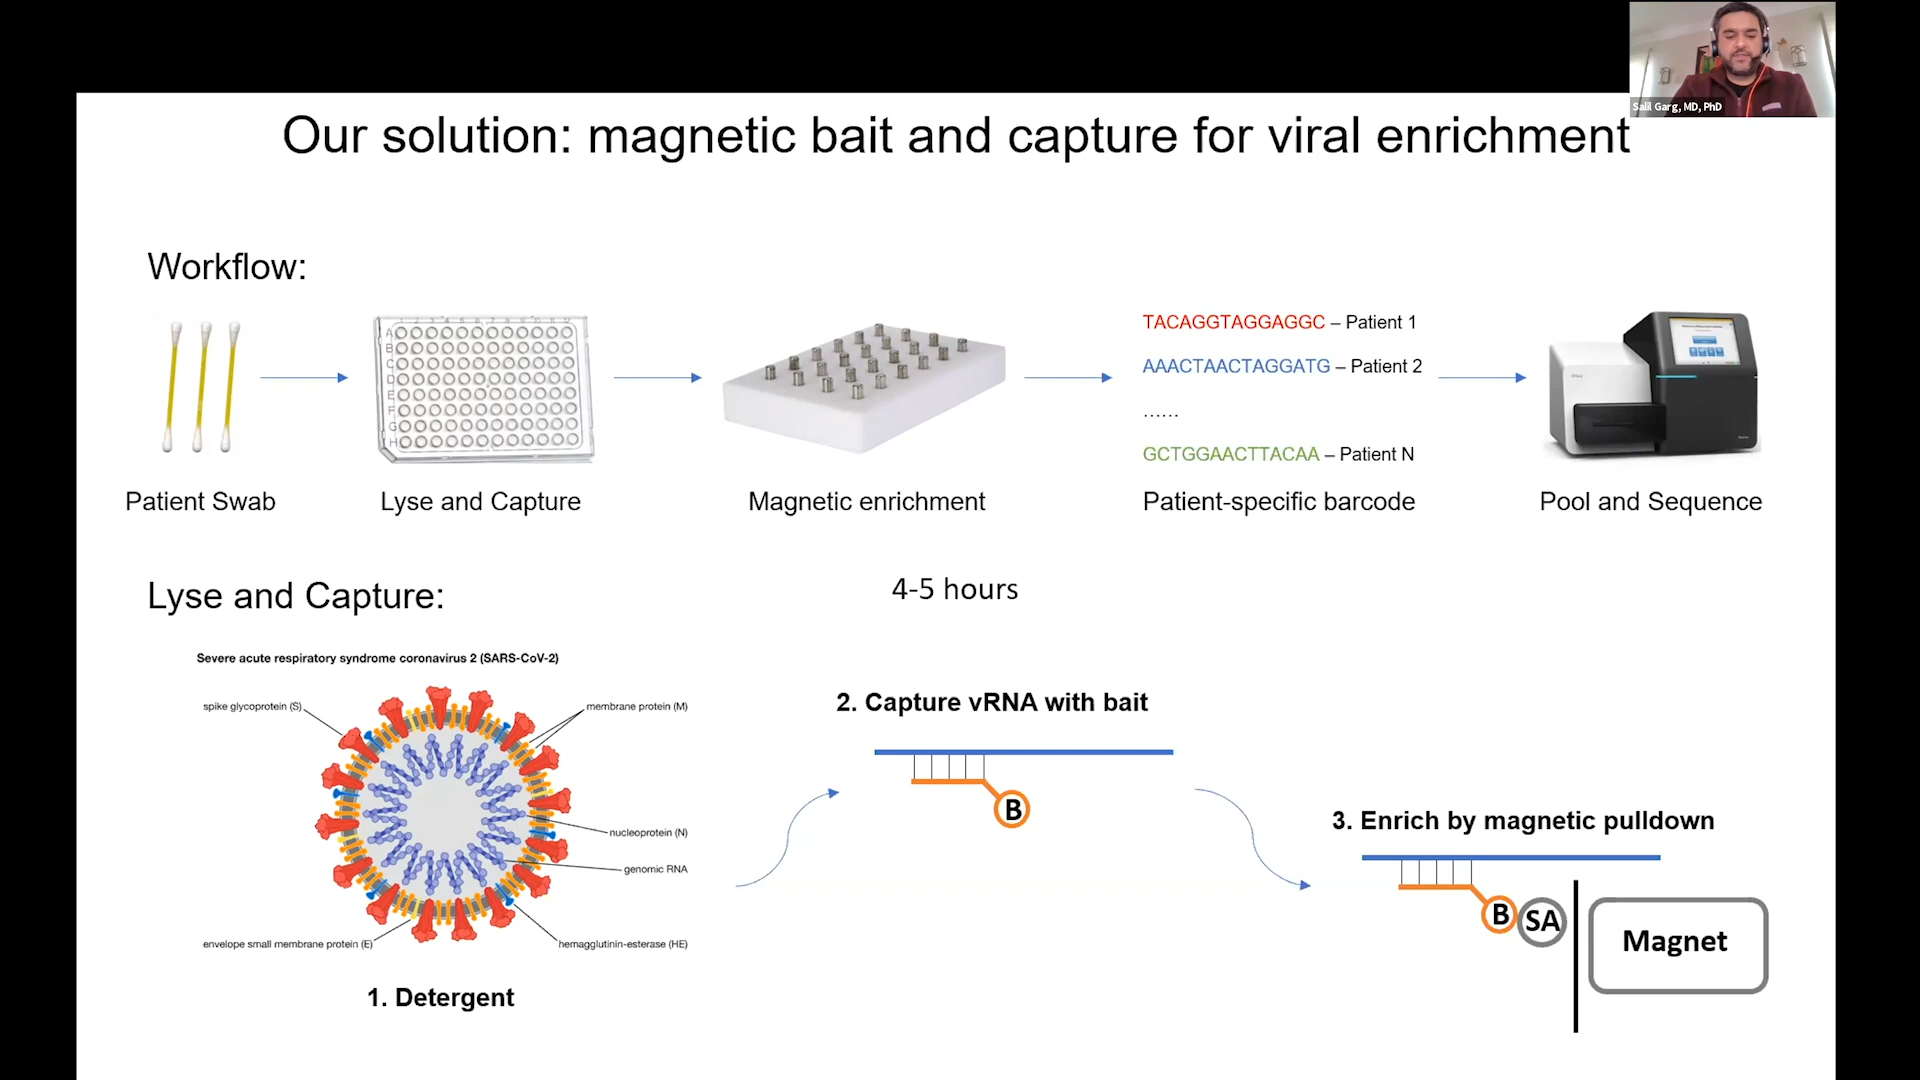 Salil Garg, MD, PhD
Our solution: magnetic bait and capture for viral enrichment
Workflow:
TACAGGTAGGAGGC – Patient 1
AAACTAACTAGGATG – Patient 2
......
GCTGGAACTTACAA – Patient N
Patient Swab
Lyse and Capture
Magnetic enrichment
Patient-specific barcode
Pool and Sequence
4-5 hours
Lyse and Capture:
Severe acute respiratory syndrome coronavirus 2 (SARS-CoV-2)
spike glycoprotein (S)
membrane protein (M)
nucleoprotein (N)
genomic RNA
envelope small membrane protein (E)
hemagglutinin-esterase (HE)
1. Detergent
2. Capture vRNA with bait
B
3. Enrich by magnetic pulldown
B
SA
Magnet